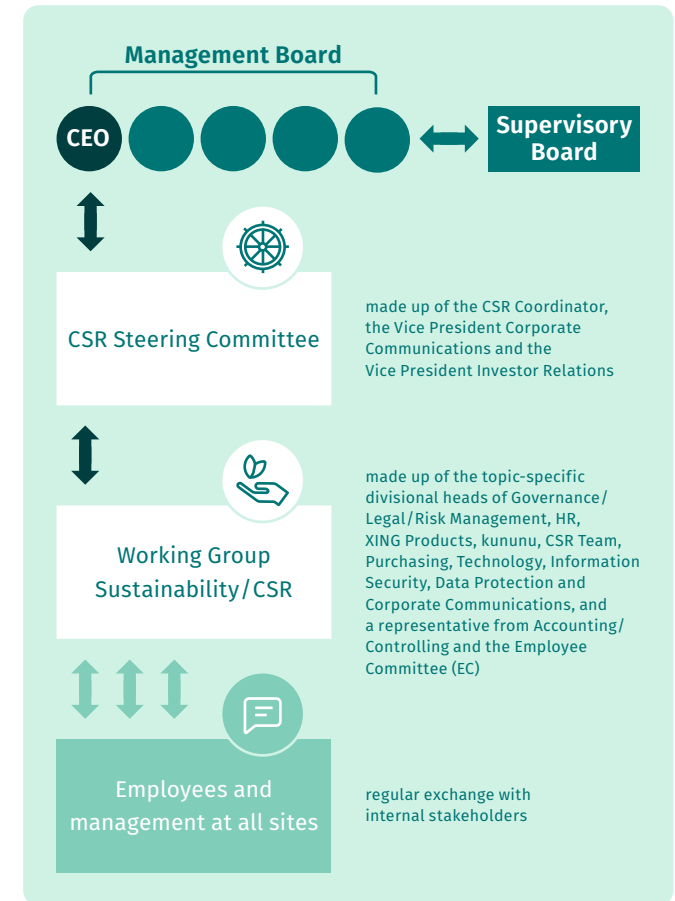 Management Board
CEO
Supervisory
Board
CSR Steering Committee
made up of the CSR Coordinator,
the Vice President Corporate
Communications and the
Vice President Investor Relations
Working Group
Sustainability/CSR
made up of the topic-specific
divisional heads of Governance/
Legal/Risk Management, HR,
XING Products, kununu, CSR Team,
Purchasing, Technology, Information
Security, Data Protection and
Corporate Communications, and
a representative from Accounting/
Controlling and the Employee
Committee (EC)
Employees and
management at all sites
regular exchange with
internal stakeholders